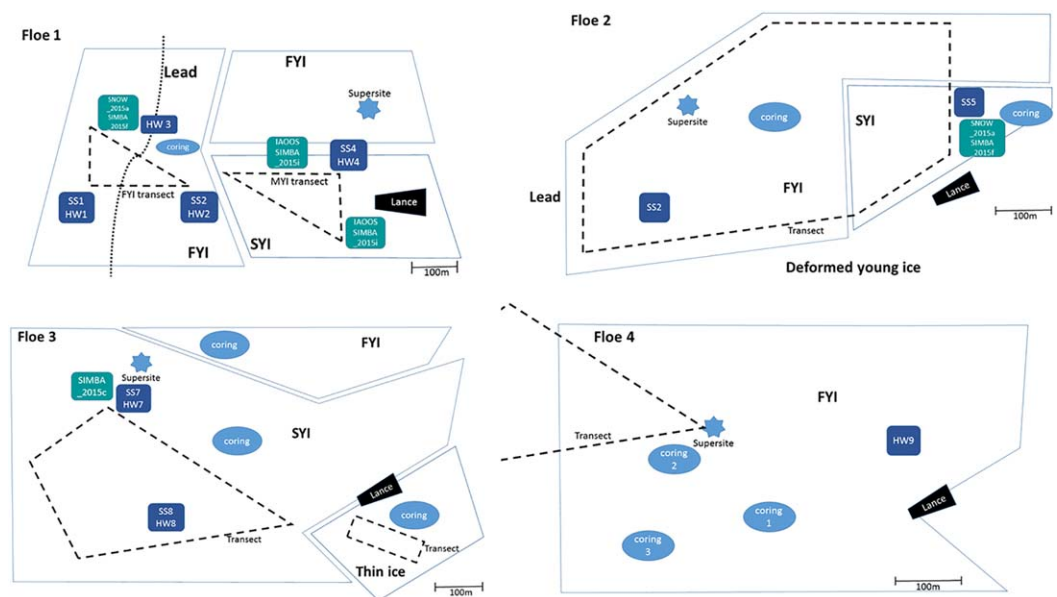 Floe 1
Lead
FYI
Supersite
SNOW
_2015a
SIMBA
_2015f
HW 3
coring
IAOOS
SIMBA
_2015i
SS4
HW4
FYI transect
MYI transect
Lance
SS1
HW1
SS2
HW2
IAOOS
SIMBA
_2015i
SYI
FYI
100m
Floe 2
Supersite
coring
SYI
SS5
coring
SNOW
_2015a
SIMBA
_2015f
FYI
SS2
Lance
Lead
Transect
100m
Deformed young ice
Floe 3
coring
FYI
Supersite
SIMBA
_2015c
SS7
HW7
SYI
coring
Lance
SS8
HW8
coring
Transect
Transect
Thin ice
100m
Floe 4
FYI
Transect
Supersite
HW9
coring
2
Lance
coring
1
coring
3
100m